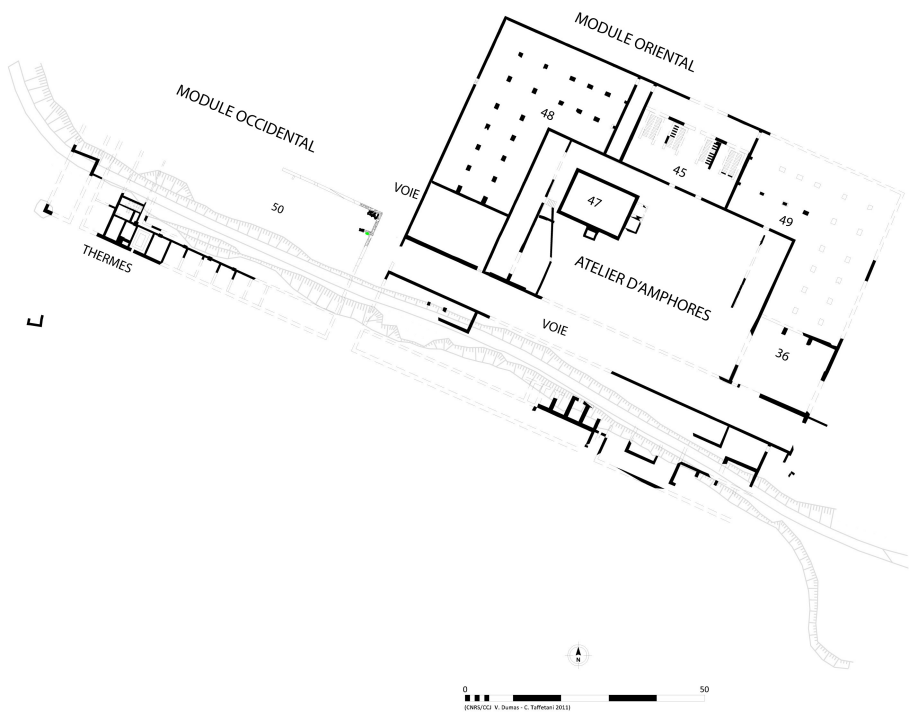 MODULE ORIENTAL
MODULE OCCIDENTAL
48
45
VOIE
47
49
50
THERMES
ATELIER D'AMPHORES
VOIE
36
N
0 50
(CNRS/CCJ V. Dumas - C. Taffetani 2011)